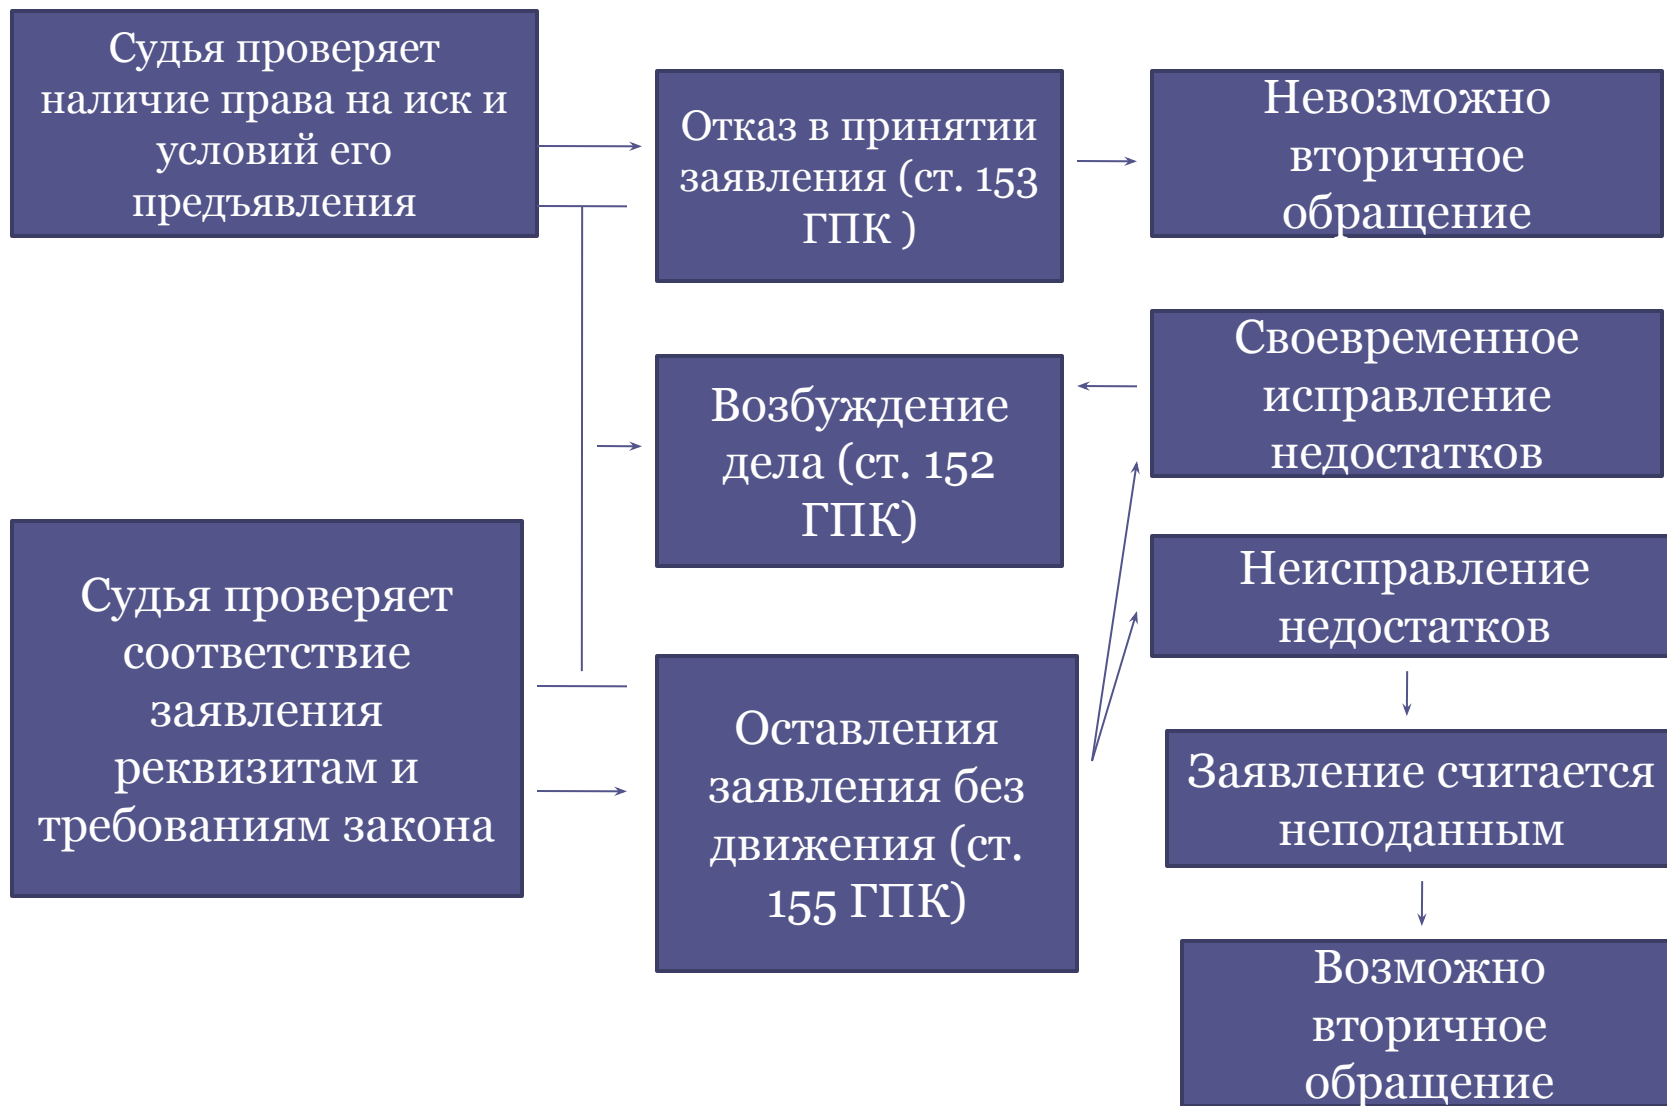 Судья проверяет
наличие права на иск и
условий его
предъявления
Отказ в принятии
заявления (ст. 153
ГПК )
Невозможно
вторичное
обращение
Возбуждение
дела (ст. 152
ГПК)
Своевременное
исправление
недостатков
Судья проверяет
соответствие
заявления
реквизитам и
требованиям закона
Оставления
заявления без
движения (ст.
155 ГПК)
Неисправление
недостатков
Заявление считается
неподанным
Возможно
вторичное
обращение